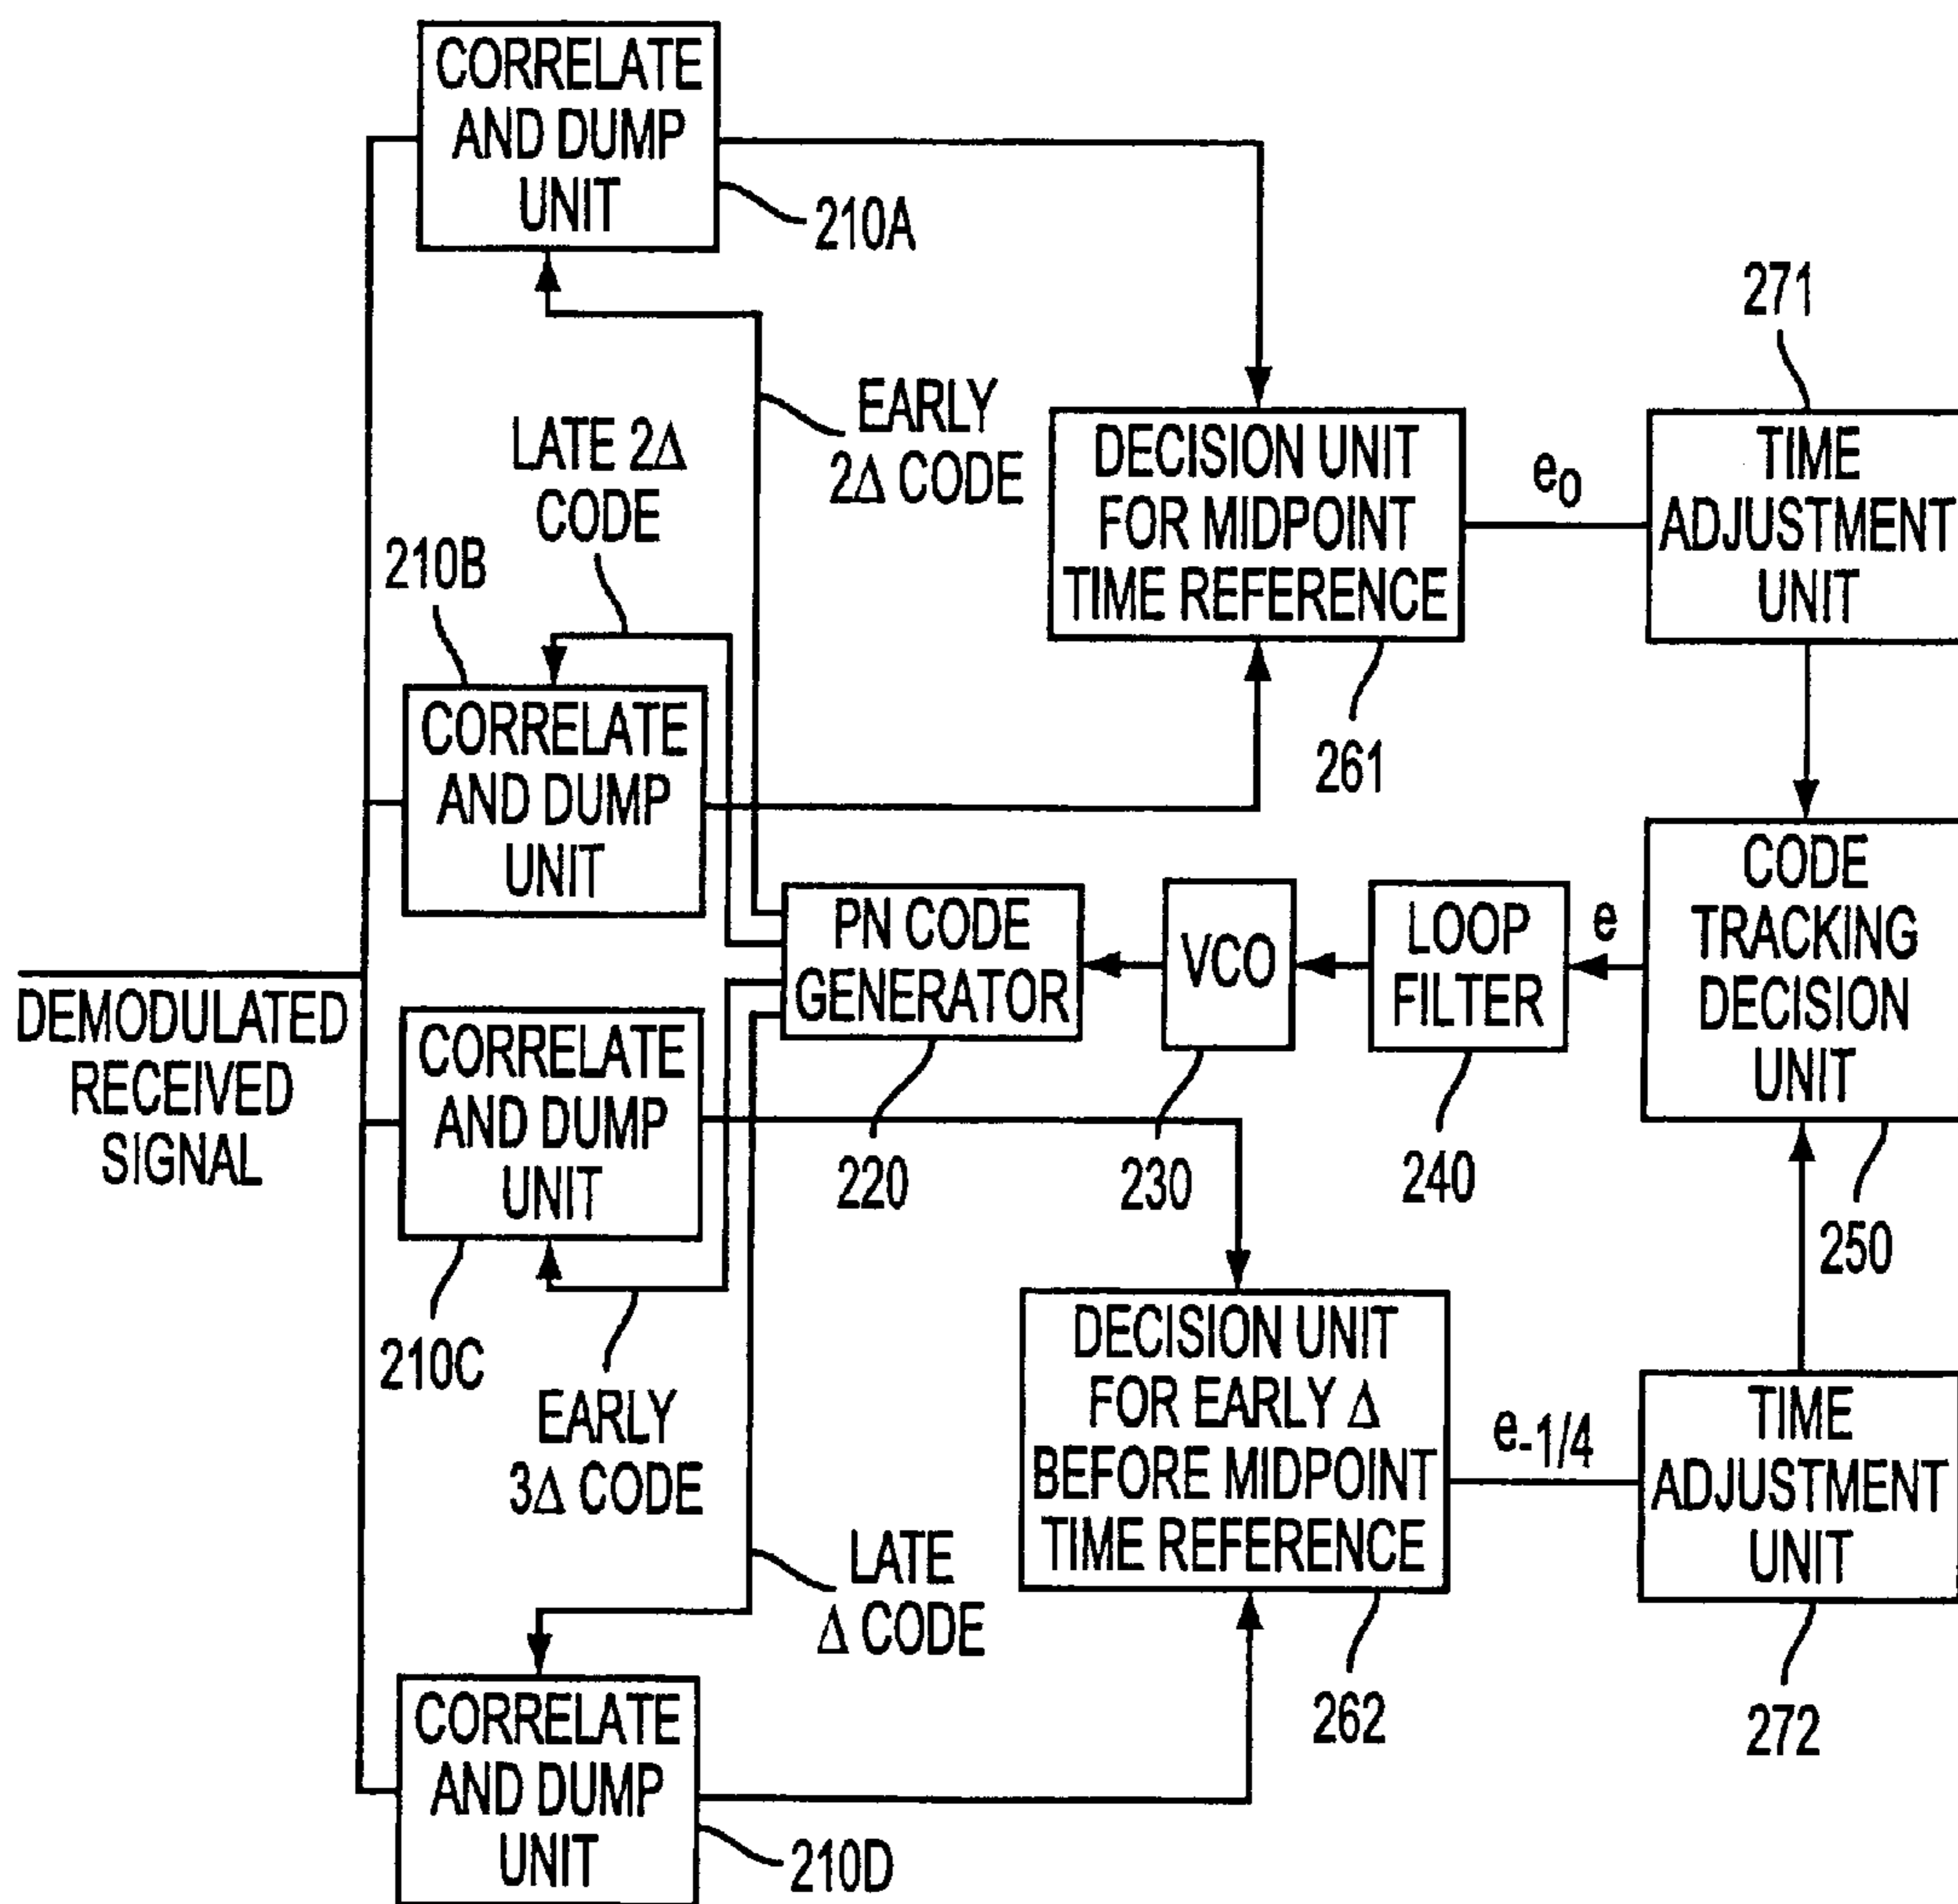 CORRELATE
AND DUMP
UNIT
210A
271
EARLY
2Δ CODE
LATE 2Δ
CODE
DECISION UNIT
FOR MIDPOINT
TIME REFERENCE
e0
TIME
ADJUSTMENT
UNIT
210B
261
CORRELATE
AND DUMP
UNIT
PN CODE
GENERATOR
VCO
LOOP
FILTER
e
CODE
TRACKING
DECISION
UNIT
DEMODULATED
RECEIVED
SIGNAL
CORRELATE
AND DUMP
UNIT
220
230
240
250
210C
EARLY
3Δ CODE
DECISION UNIT
FOR EARLY Δ
BEFORE MIDPOINT
TIME REFERENCE
e-1/4
TIME
ADJUSTMENT
UNIT
LATE
Δ CODE
262
272
CORRELATE
AND DUMP
UNIT
210D